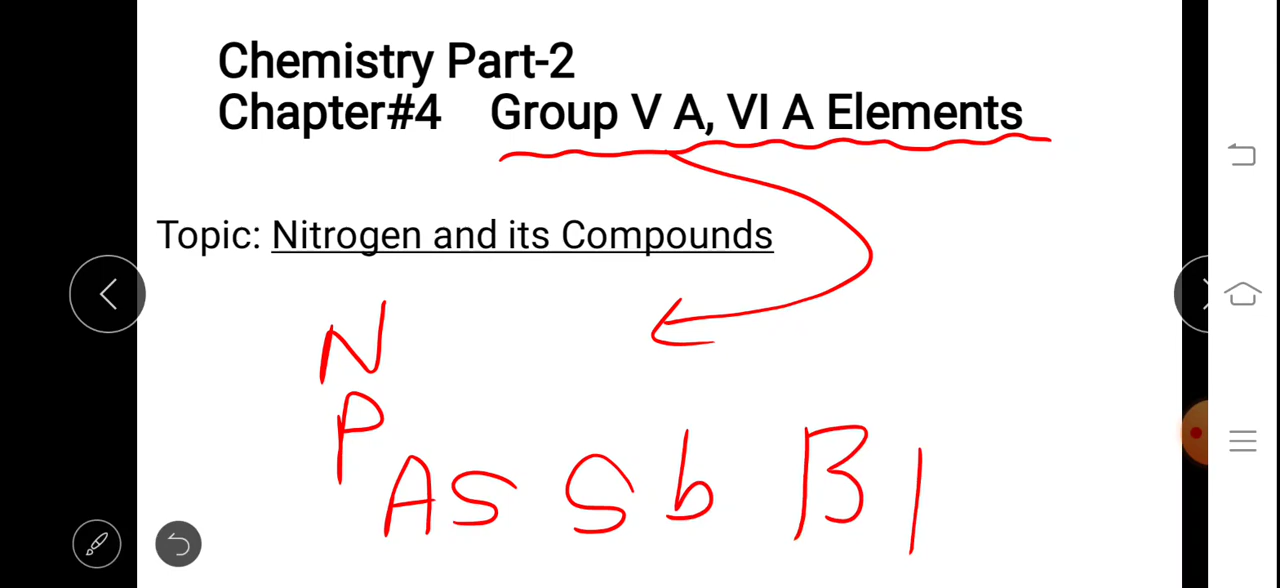 Chemistry Part-2
Chapter#4 Group V A, VI A Elements
Topic: Nitrogen and its Compounds
N
P
As Sb Bi